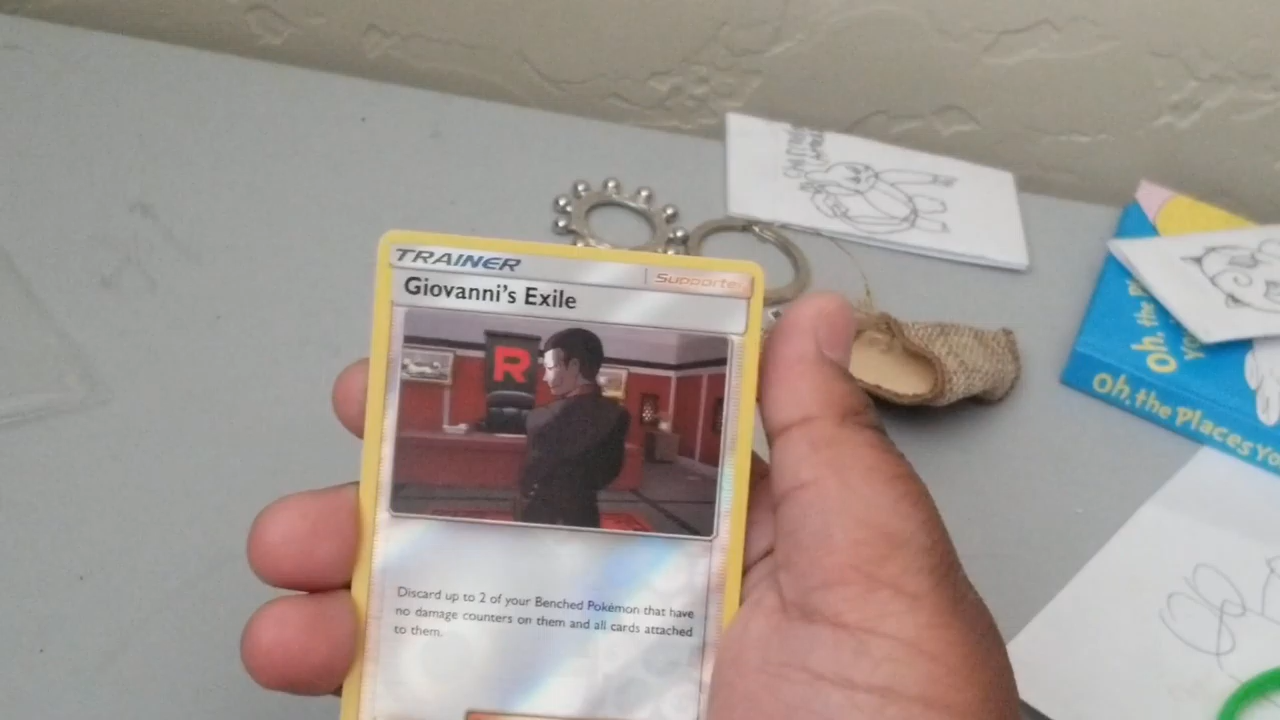 TRAINER
Supporter
Giovanni's Exile
R
Discard up to 2 of your Benched Pokémon that have
no damage counters on them and all cards attached
to them.
Oh, the
Oh, the Places Yo